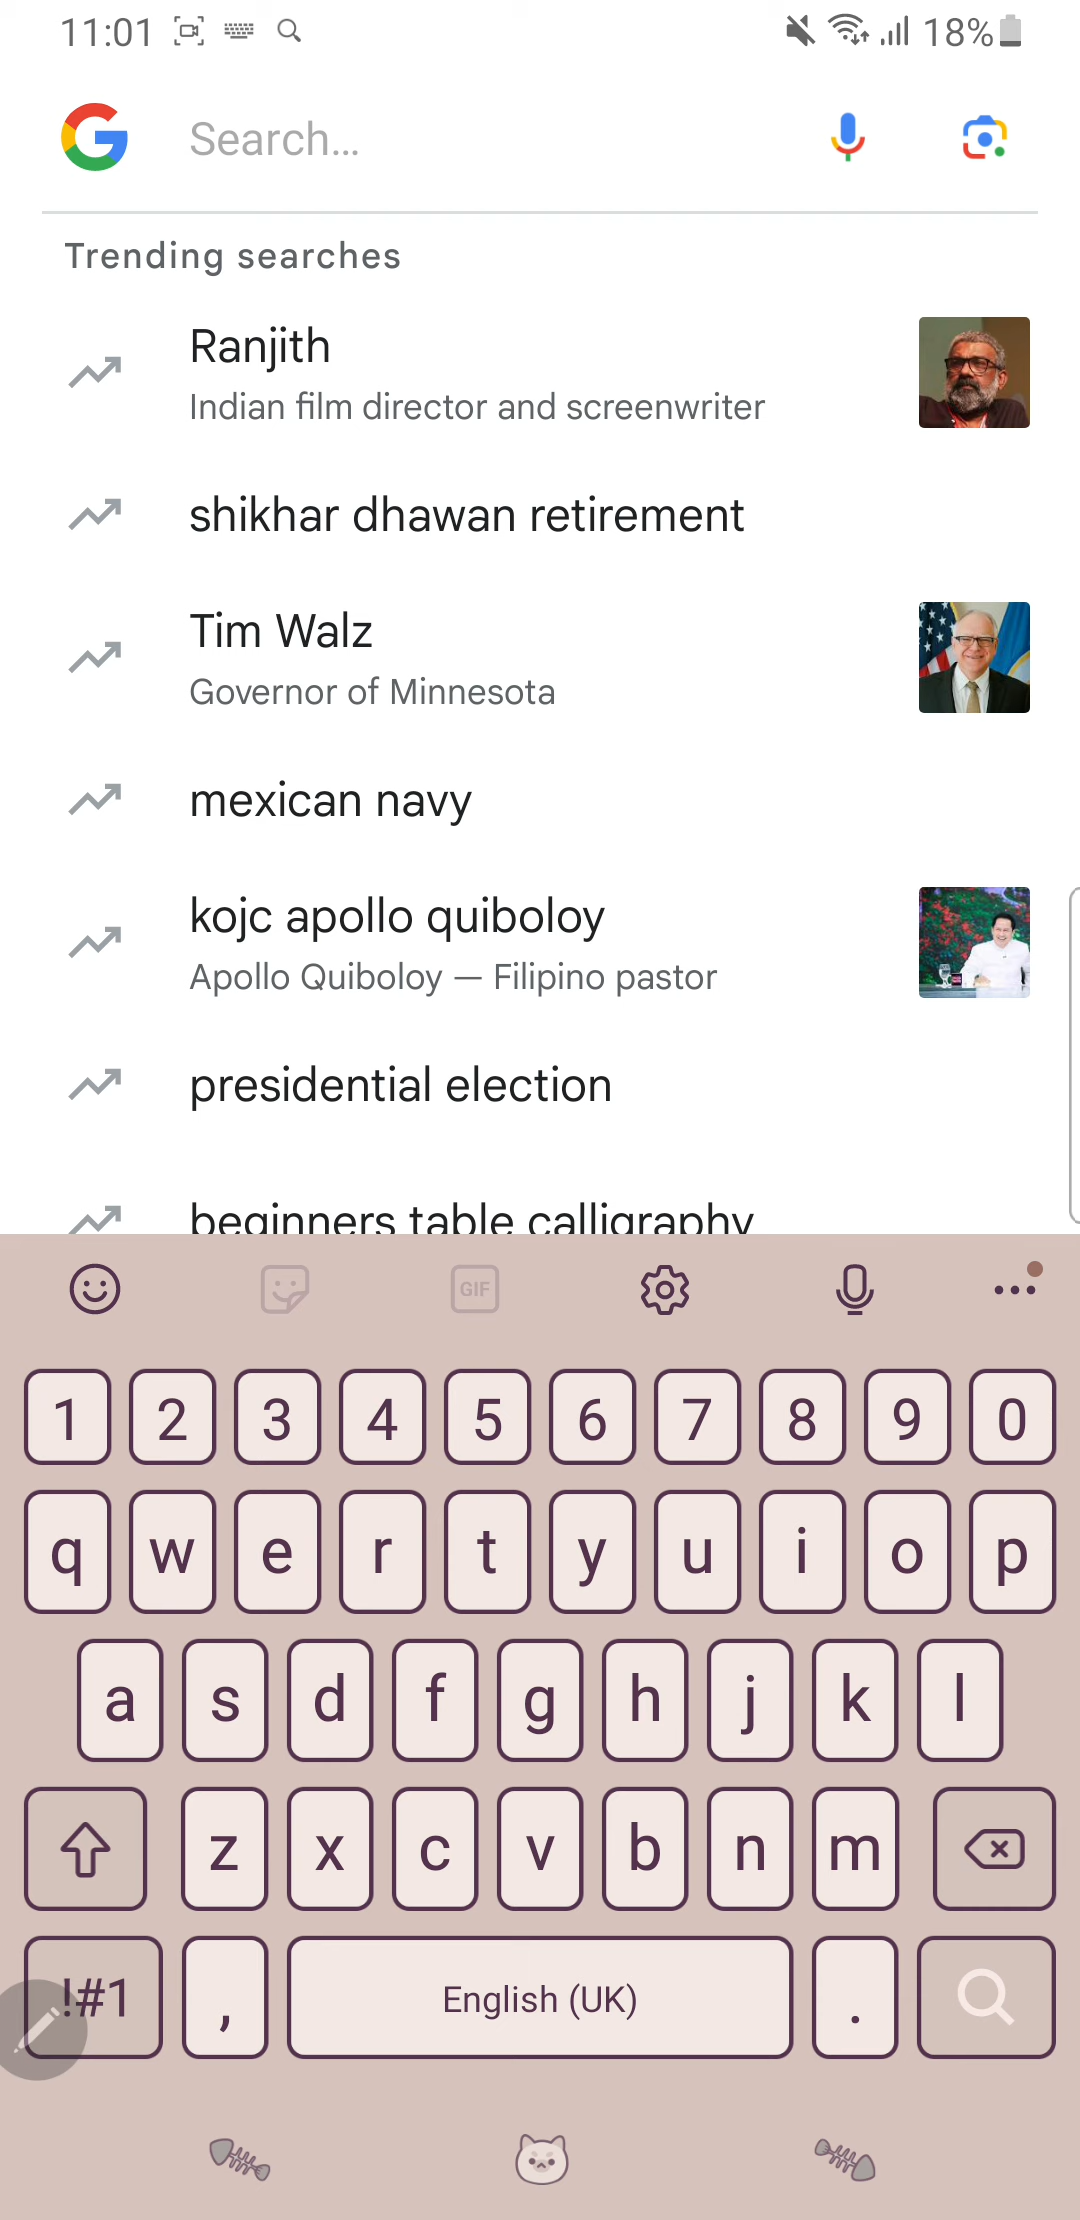 11:01 18%
Search...
Trending searches
Ranjith
Indian film director and screenwriter
shikhar dhawan retirement
Tim Walz
Governor of Minnesota
mexican navy
kojc apollo quiboloy
Apollo Quiboloy — Filipino pastor
presidential election
beginners table calligraphy
GIF
1 2 3 4 5 6 7 8 9 0
q w e r t y u i o p
a s d f g h j k l
z x c v b n m
!#1 , English (UK) .